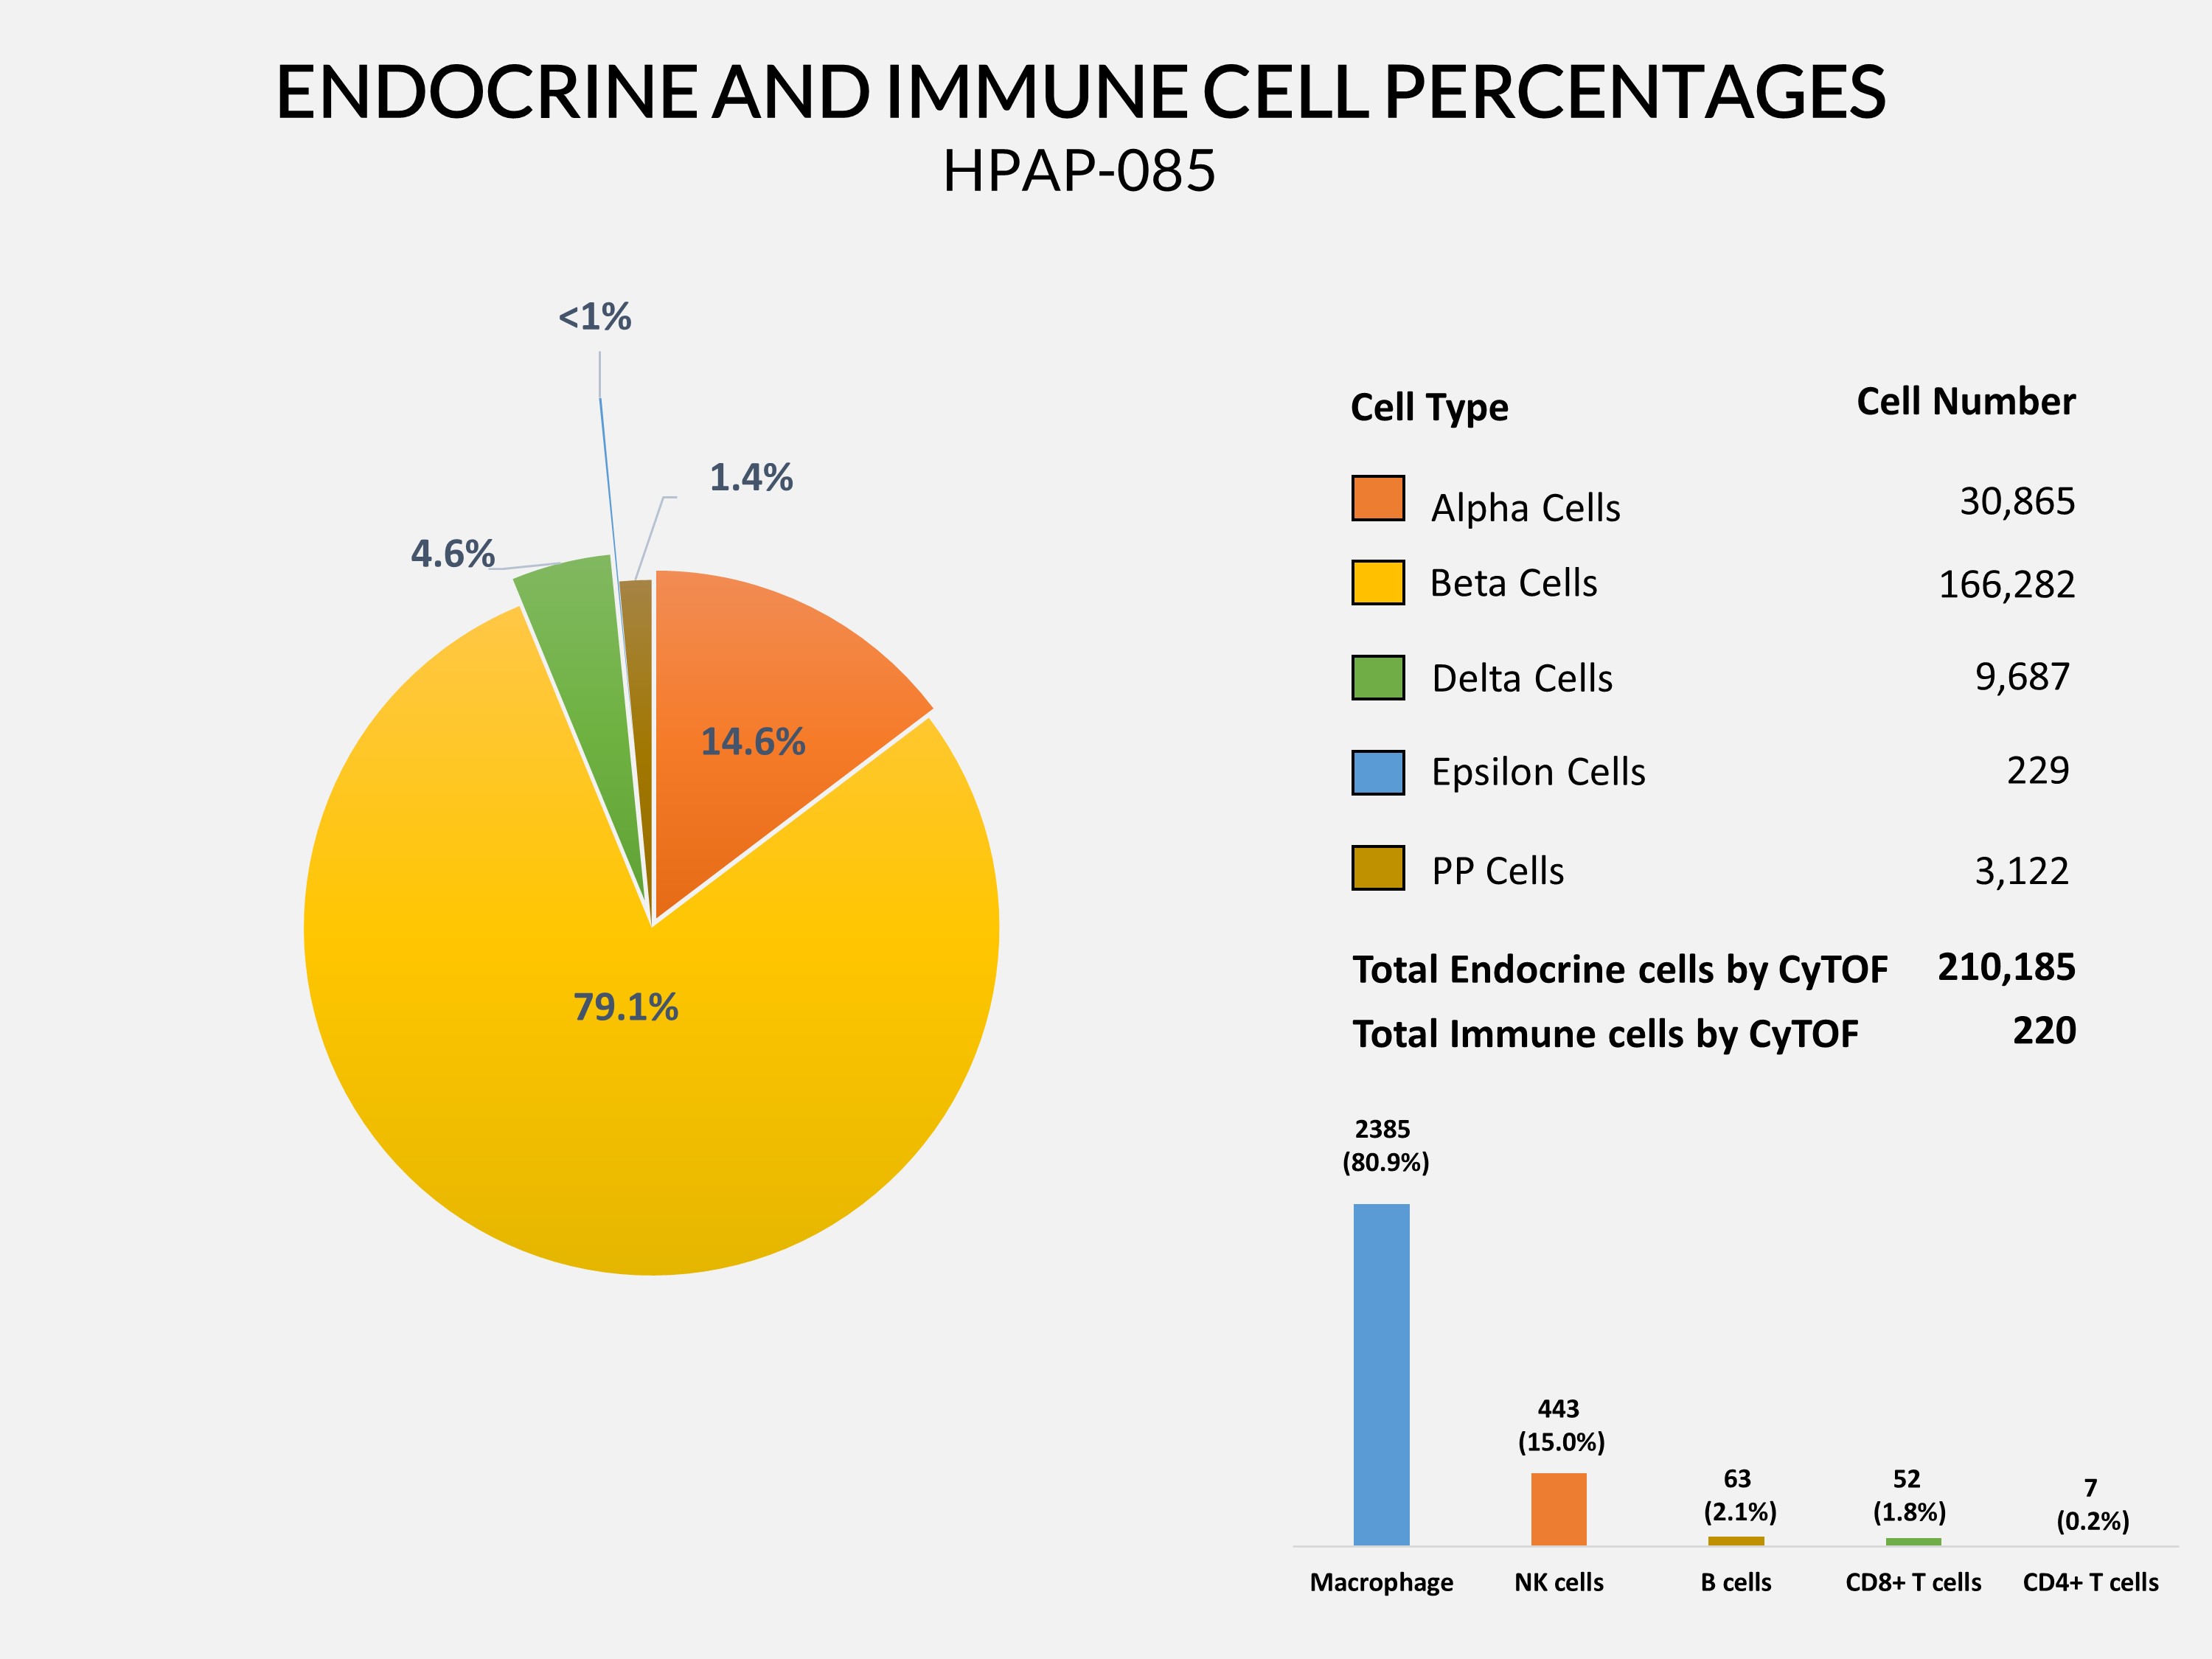 ENDOCRINE AND IMMUNE CELL PERCENTAGES
HPAP-085
<1%
1.4%
4.6%
14.6%
79.1%
Cell Type Cell Number
Alpha Cells 30,865
Beta Cells 166,282
Delta Cells 9,687
Epsilon Cells 229
PP Cells 3,122
Total Endocrine cells by CyTOF 210,185
Total Immune cells by CyTOF 220
2385
(80.9%)
443
(15.0%)
63
(2.1%)
52
(1.8%)
7
(0.2%)
Macrophage NK cells B cells CD8+ T cells CD4+ T cells